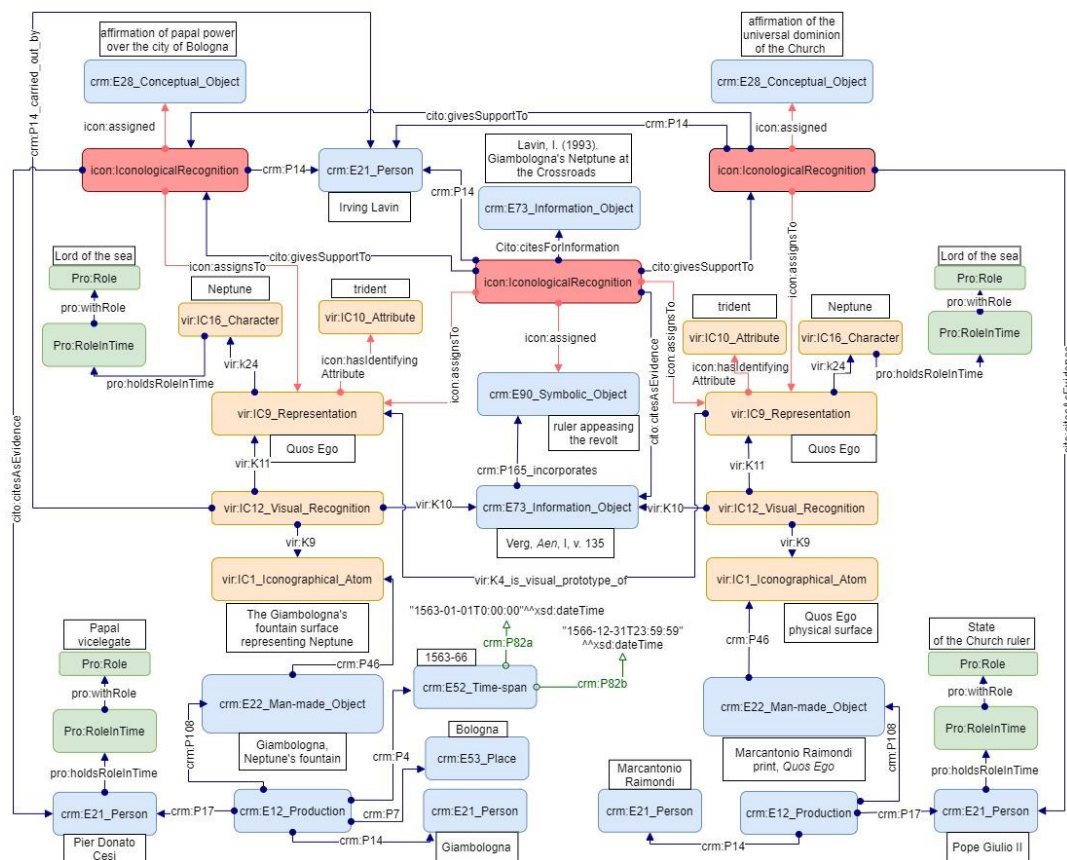 affirmation of papal power
over the city of Bologna
affirmation of the
universal dominion
of the Church
crm:E28_Conceptual_Object
crm:E28_Conceptual_Object
crm:P14_carried_out_by
icon:assigned
cito:givesSupportTo
crm:P14
icon:assigned
Lavin, I. (1993).
Giambologna's Netptune at
the Crossroads
icon:IconologicalRecognition
crm:P14
crm:E21_Person
crm:P14
icon:IconologicalRecognition
Irving Lavin
crm:E73_Information_Object
Cito:citesForInformation
Lord of the sea
icon:assignsTo
cito:givesSupportTo
icon:IconologicalRecognition
cito:givesSupportTo
icon:assignsTo
Lord of the sea
Pro:Role
Neptune
trident
trident
Neptune
Pro:Role
pro:withRole
vir:IC16_Character
vir:IC10_Attribute
icon:assigned
vir:IC10_Attribute
vir:IC16_Character
pro:withRole
Pro:RoleInTime
Pro:RoleInTime
pro:holdsRoleInTime
vir:k24
icon:hasIdentifying
Attribute
icon:assignsTo
crm:E90_Symbolic_Object
cito:citesAsEvidence
icon:assignsTo
icon:hasIdentifying
Attribute
vir:k24
pro:holdsRoleInTime
cito:citesAsEvidence
vir:IC9_Representation
ruler appeasing
the revolt
vir:IC9_Representation
Quos Ego
Quos Ego
vir:K11
crm:P165_incorporates
vir:K11
cito:citesAsEvidence
vir:IC12_Visual_Recognition
vir:K10
crm:E73_Information_Object
vir:K10
vir:IC12_Visual_Recognition
vir:K9
Verg, Aen, I, v. 135
vir:K9
vir:IC1_Iconographical_Atom
vir:K4_is_visual_prototype_of
vir:IC1_Iconographical_Atom
The Giambologna's
fountain surface
representing Neptune
"1563-01-01T0:00:00"^^xsd:dateTime
Quos Ego
physical surface
Papal
vicelegate
crm:P82a
"1566-12-31T23:59:59"
^^xsd:dateTime
State
of the Church ruler
Pro:Role
crm:P46
1563-66
crm:P46
Pro:Role
pro:withRole
crm:E22_Man-made_Object
crm:E52_Time-span
crm:P82b
crm:E22_Man-made_Object
pro:withRole
Pro:RoleInTime
crm:P108
Giambologna,
Neptune's fountain
crm:P4
Bologna
crm:E53_Place
Marcantonio Raimondi
print, Quos Ego
crm:P108
Pro:RoleInTime
pro:holdsRoleInTime
crm:P7
Marcantonio
Raimondi
pro:holdsRoleInTime
crm:E21_Person
crm:P17
crm:E12_Production
crm:E21_Person
crm:E21_Person
crm:E12_Production
crm:P17
crm:E21_Person
Pier Donato
Cesi
crm:P14
Giambologna
crm:P14
Pope Giulio II